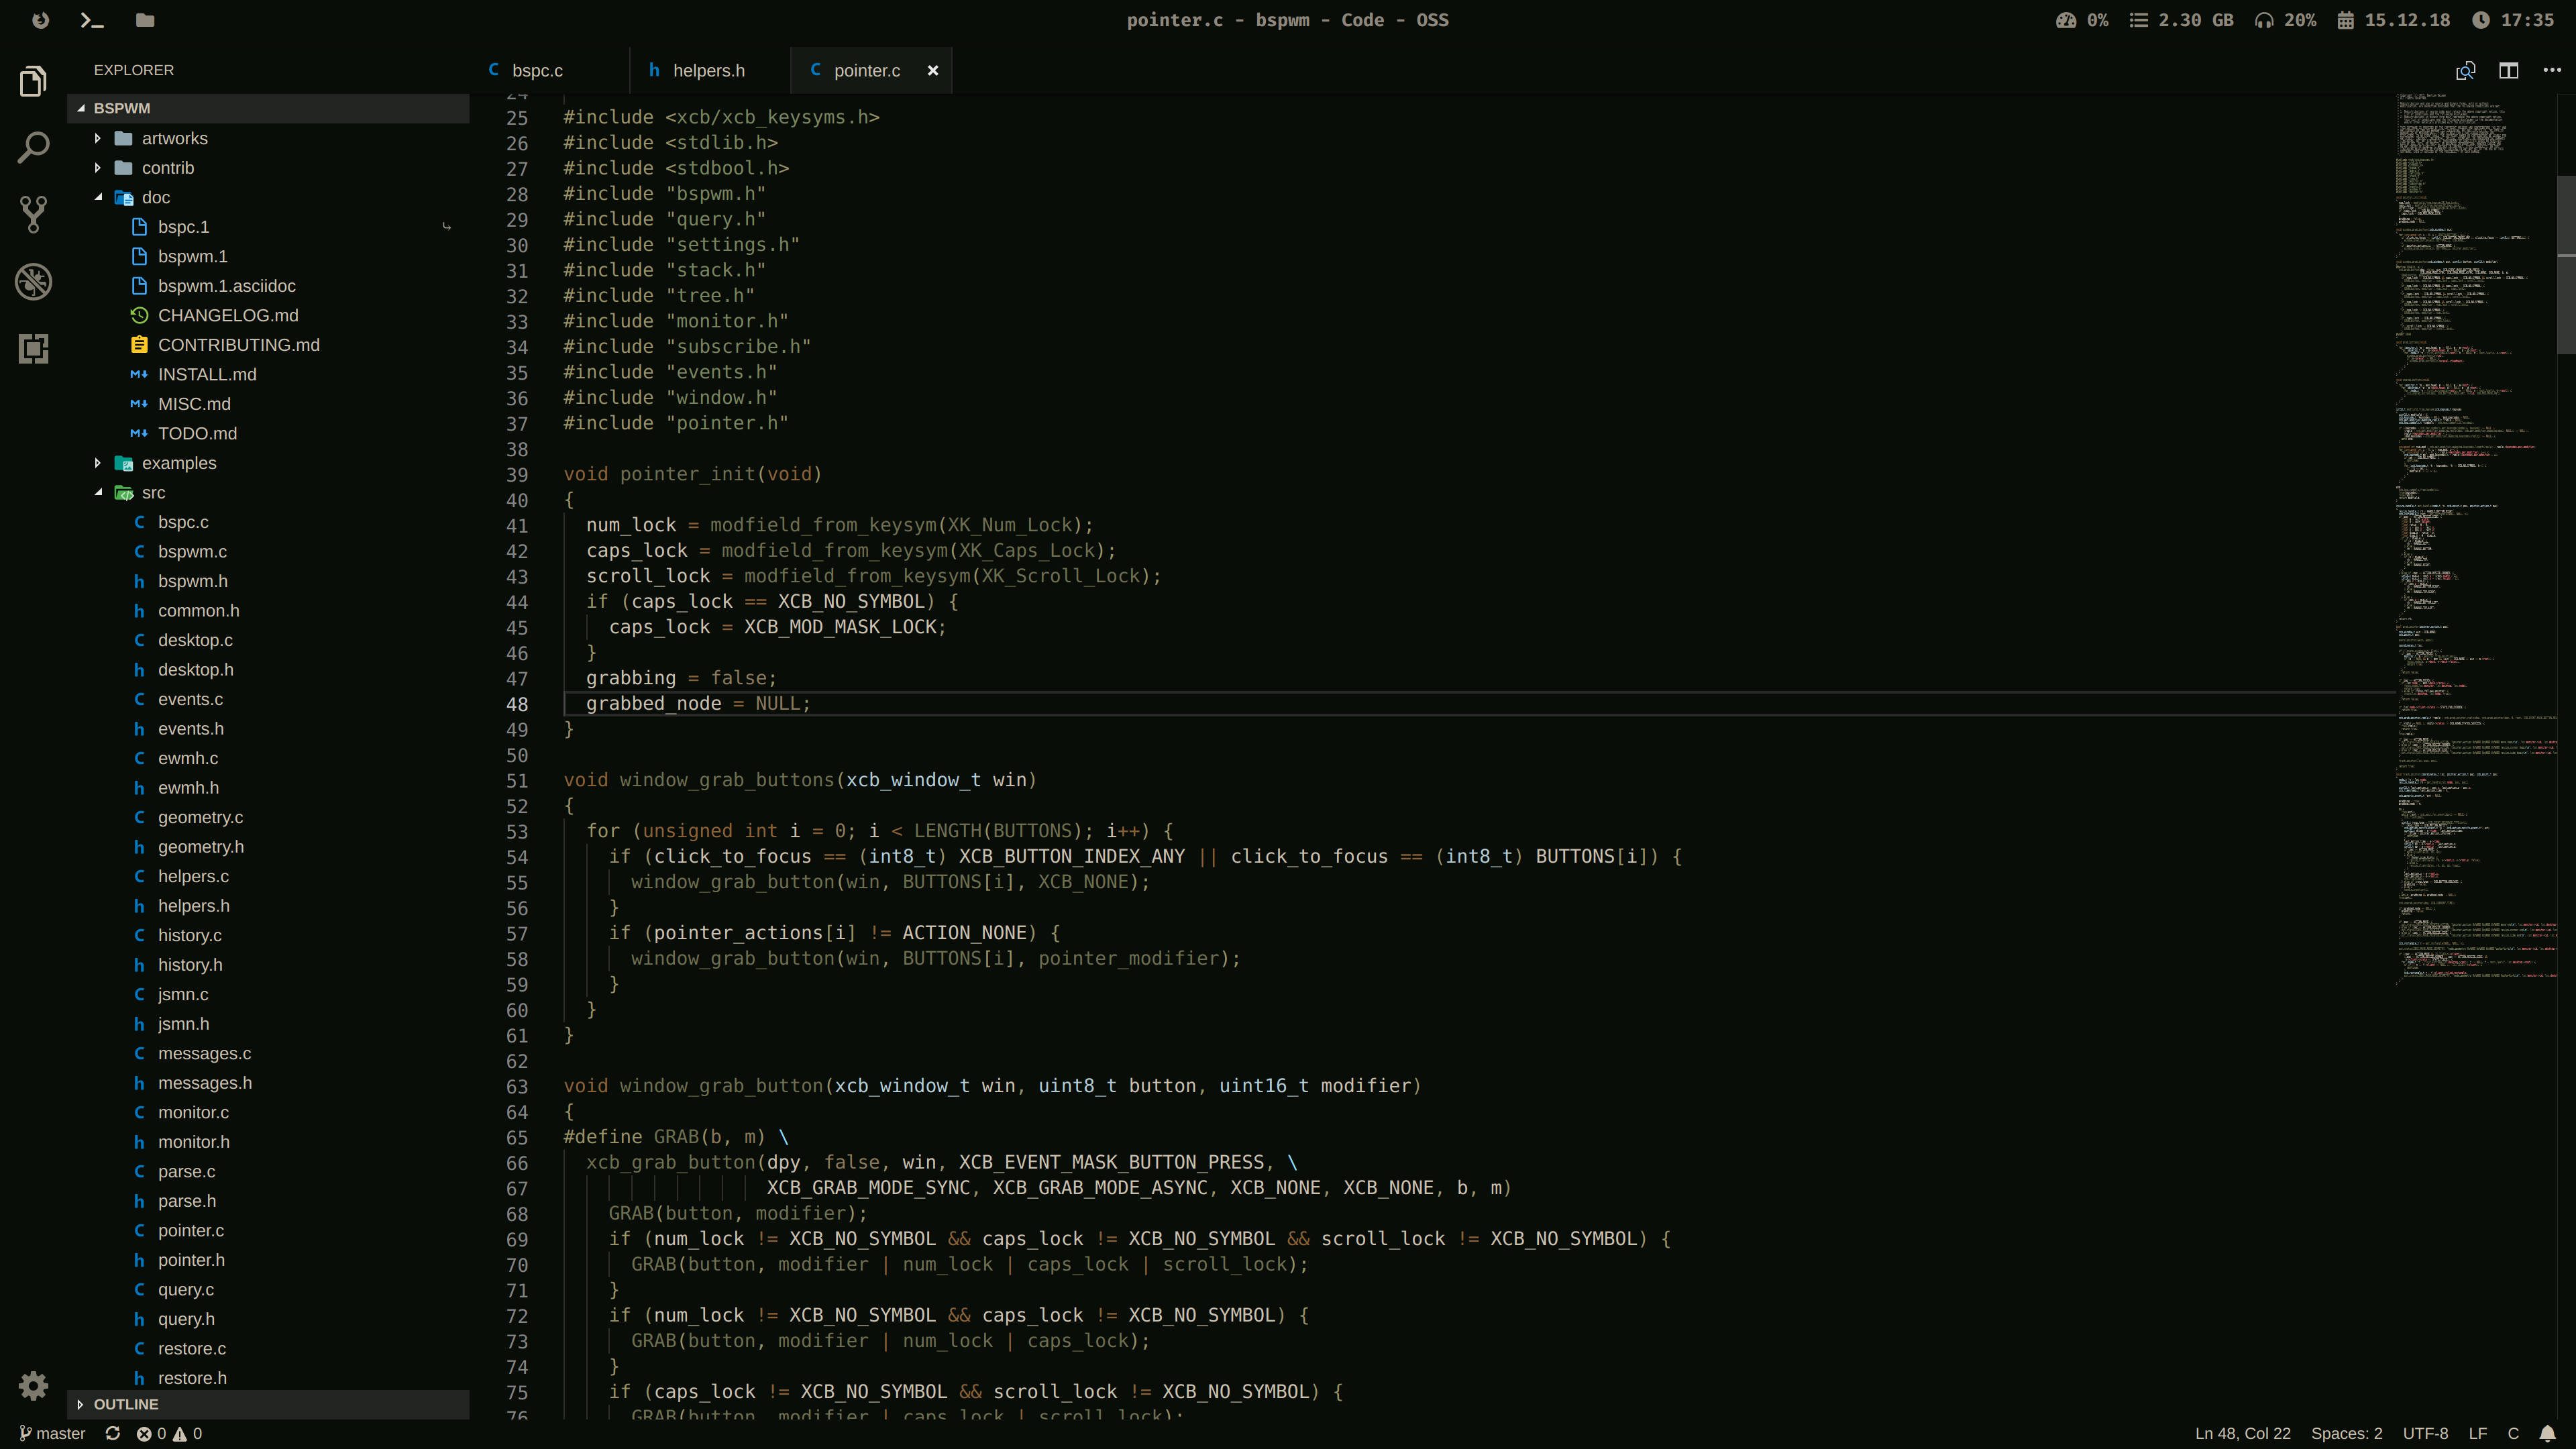 pointer.c - bspwm - Code - OSS
0%
2.30 GB
20%
15.12.18
17:35
EXPLORER
BSPWM
artworks
contrib
doc
bspc.1
bspwm.1
bspwm.1.asciidoc
CHANGELOG.md
CONTRIBUTING.md
INSTALL.md
MISC.md
TODO.md
examples
src
bspc.c
bspwm.c
bspwm.h
common.h
desktop.c
desktop.h
events.c
events.h
ewmh.c
ewmh.h
geometry.c
geometry.h
helpers.c
helpers.h
history.c
history.h
jsmn.c
jsmn.h
messages.c
messages.h
monitor.c
monitor.h
parse.c
parse.h
pointer.c
pointer.h
query.c
query.h
restore.c
restore.h
OUTLINE
C bspc.c
h helpers.h
C pointer.c
24
25 #include <xcb/xcb_keysyms.h>
26 #include <stdlib.h>
27 #include <stdbool.h>
28 #include "bspwm.h"
29 #include "query.h"
30 #include "settings.h"
31 #include "stack.h"
32 #include "tree.h"
33 #include "monitor.h"
34 #include "subscribe.h"
35 #include "events.h"
36 #include "window.h"
37 #include "pointer.h"
38
39 void pointer_init(void)
40 {
41 num_lock = modfield_from_keysym(XK_Num_Lock);
42 caps_lock = modfield_from_keysym(XK_Caps_Lock);
43 scroll_lock = modfield_from_keysym(XK_Scroll_Lock);
44 if (caps_lock == XCB_NO_SYMBOL) {
45 caps_lock = XCB_MOD_MASK_LOCK;
46 }
47 grabbing = false;
48 grabbed_node = NULL;
49 }
50
51 void window_grab_buttons(xcb_window_t win)
52 {
53 for (unsigned int i = 0; i < LENGTH(BUTTONS); i++) {
54 if (click_to_focus == (int8_t) XCB_BUTTON_INDEX_ANY || click_to_focus == (int8_t) BUTTONS[i]) {
55 window_grab_button(win, BUTTONS[i], XCB_NONE);
56 }
57 if (pointer_actions[i] != ACTION_NONE) {
58 window_grab_button(win, BUTTONS[i], pointer_modifier);
59 }
60 }
61 }
62
63 void window_grab_button(xcb_window_t win, uint8_t button, uint16_t modifier)
64 {
65 #define GRAB(b, m) \
66 xcb_grab_button(dpy, false, win, XCB_EVENT_MASK_BUTTON_PRESS, \
67 XCB_GRAB_MODE_SYNC, XCB_GRAB_MODE_ASYNC, XCB_NONE, XCB_NONE, b, m)
68 GRAB(button, modifier);
69 if (num_lock != XCB_NO_SYMBOL && caps_lock != XCB_NO_SYMBOL && scroll_lock != XCB_NO_SYMBOL) {
70 GRAB(button, modifier | num_lock | caps_lock | scroll_lock);
71 }
72 if (num_lock != XCB_NO_SYMBOL && caps_lock != XCB_NO_SYMBOL) {
73 GRAB(button, modifier | num_lock | caps_lock);
74 }
75 if (caps_lock != XCB_NO_SYMBOL && scroll_lock != XCB_NO_SYMBOL) {
76 GRAB(button, modifier | caps_lock | scroll_lock);
master
0
0
Ln 48, Col 22
Spaces: 2
UTF-8
LF
C